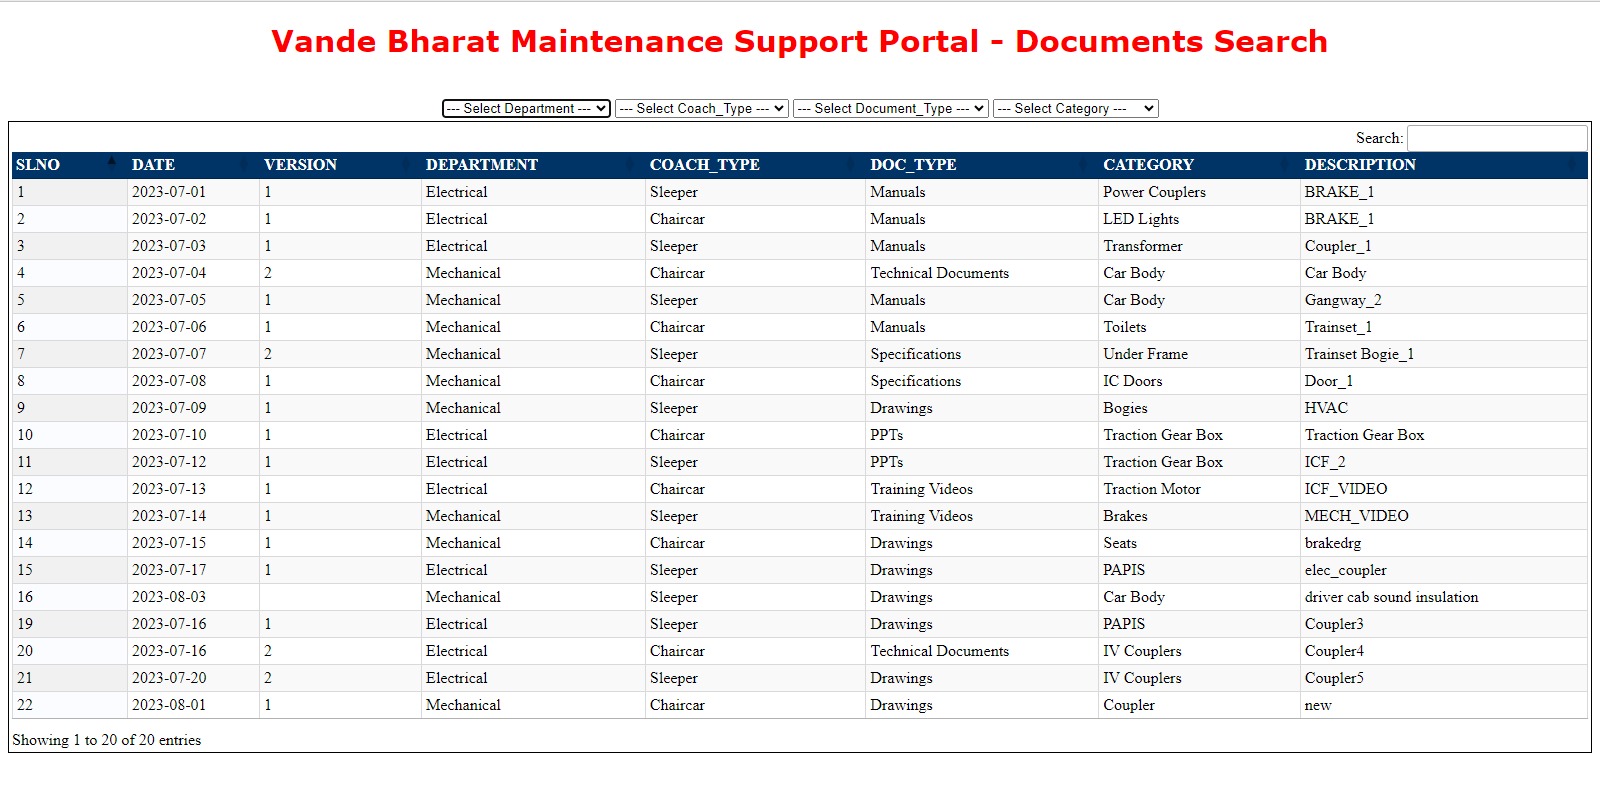 Vande Bharat Maintenance Support Portal - Documents Search
--- Select Department --- --- Select Coach_Type --- --- Select Document_Type --- --- Select Category ---
Search:
SLNO DATE VERSION DEPARTMENT COACH_TYPE DOC_TYPE CATEGORY DESCRIPTION
1 2023-07-01 1 Electrical Sleeper Manuals Power Couplers BRAKE_1
2 2023-07-02 1 Electrical Chaircar Manuals LED Lights BRAKE_1
3 2023-07-03 1 Electrical Sleeper Manuals Transformer Coupler_1
4 2023-07-04 2 Mechanical Chaircar Technical Documents Car Body Car Body
5 2023-07-05 1 Mechanical Sleeper Manuals Car Body Gangway_2
6 2023-07-06 1 Mechanical Chaircar Manuals Toilets Trainset_1
7 2023-07-07 2 Mechanical Sleeper Specifications Under Frame Trainset Bogie_1
8 2023-07-08 1 Mechanical Chaircar Specifications IC Doors Door_1
9 2023-07-09 1 Mechanical Sleeper Drawings Bogies HVAC
10 2023-07-10 1 Electrical Chaircar PPTs Traction Gear Box Traction Gear Box
11 2023-07-12 1 Electrical Sleeper PPTs Traction Gear Box ICF_2
12 2023-07-13 1 Electrical Chaircar Training Videos Traction Motor ICF_VIDEO
13 2023-07-14 1 Mechanical Sleeper Training Videos Brakes MECH_VIDEO
14 2023-07-15 1 Mechanical Chaircar Drawings Seats brakedrg
15 2023-07-17 1 Electrical Sleeper Drawings PAPIS elec_coupler
16 2023-08-03 Mechanical Sleeper Drawings Car Body driver cab sound insulation
19 2023-07-16 1 Electrical Sleeper Drawings PAPIS Coupler3
20 2023-07-16 2 Electrical Chaircar Technical Documents IV Couplers Coupler4
21 2023-07-20 2 Electrical Sleeper Drawings IV Couplers Coupler5
22 2023-08-01 1 Mechanical Chaircar Drawings Coupler new
Showing 1 to 20 of 20 entries